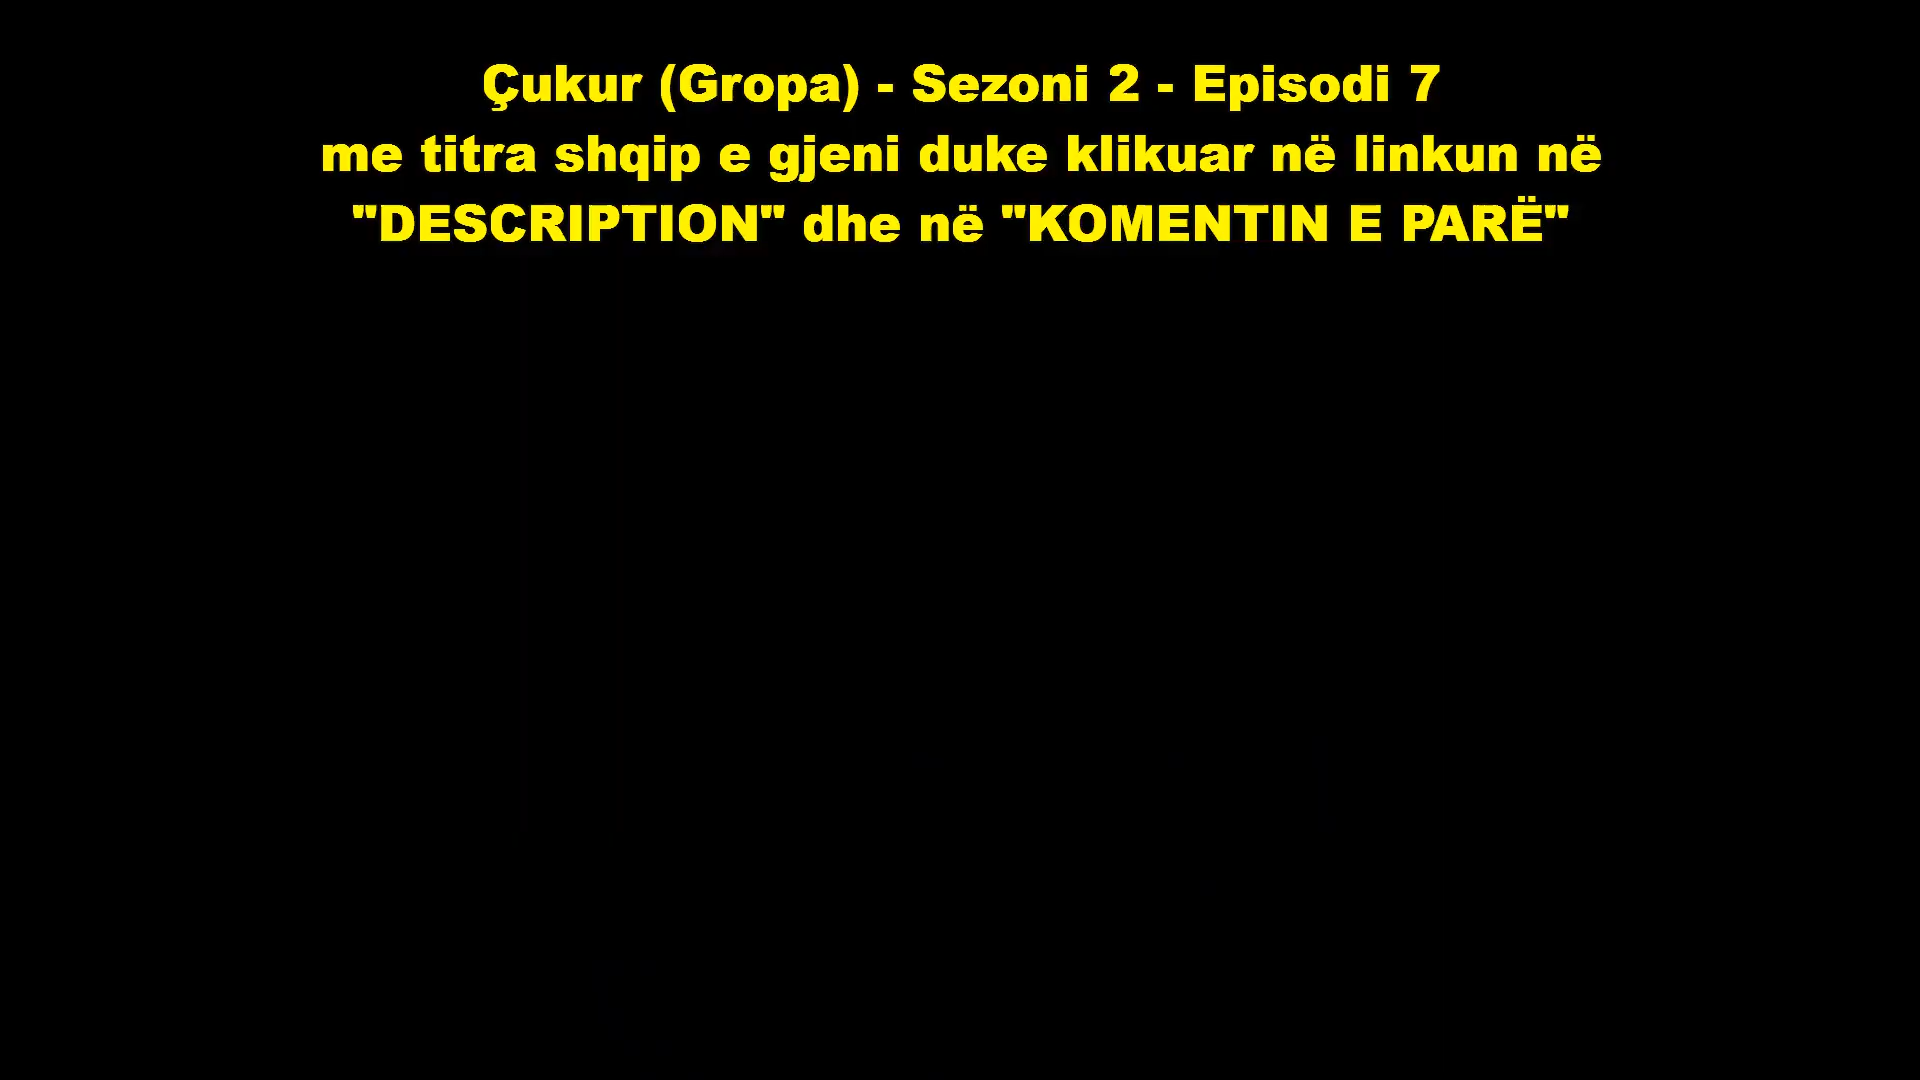 Çukur (Gropa) - Sezoni 2 - Episodi 7
me titra shqip e gjeni duke klikuar në linkun në
"DESCRIPTION" dhe në "KOMENTIN E PARË"